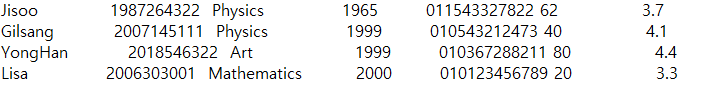 Jisoo 1987264322 Physics 1965 011543327822 62 3.7
Gilsang 2007145111 Physics 1999 010543212473 40 4.1
YongHan 2018546322 Art 1999 010367288211 80 4.4
Lisa 2006303001 Mathematics 2000 010123456789 20 3.3